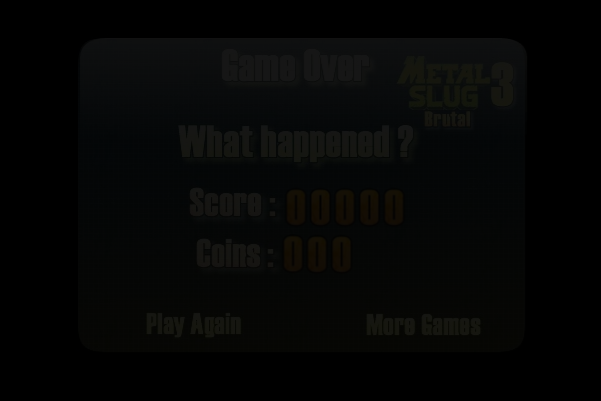 Game Over
METAL
SLUG 3
Brutal
What happened ?
Score : 00000
Coins : 000
Play Again
More Games